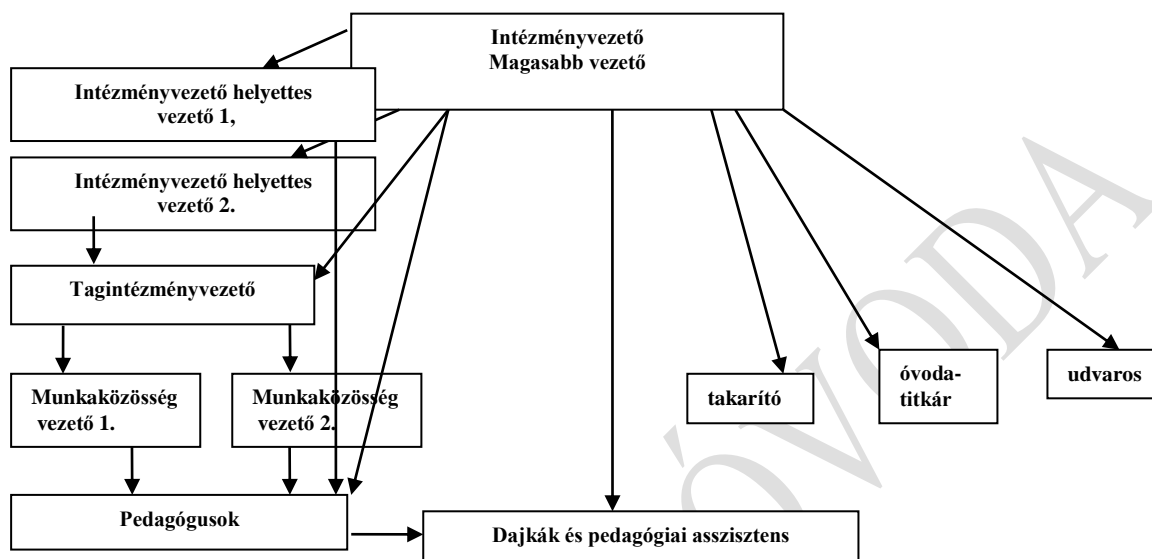 Intézményvezető
Magasabb vezető
Intézményvezető helyettes
vezető 1,
Intézményvezető helyettes
vezető 2.
Tagintézményvezető
Munkaközösség
vezető 1.
Munkaközösség
vezető 2.
takarító
óvoda-
titkár
udvaros
Pedagógusok
Dajkák és pedagógiai asszisztens
ÓVODA